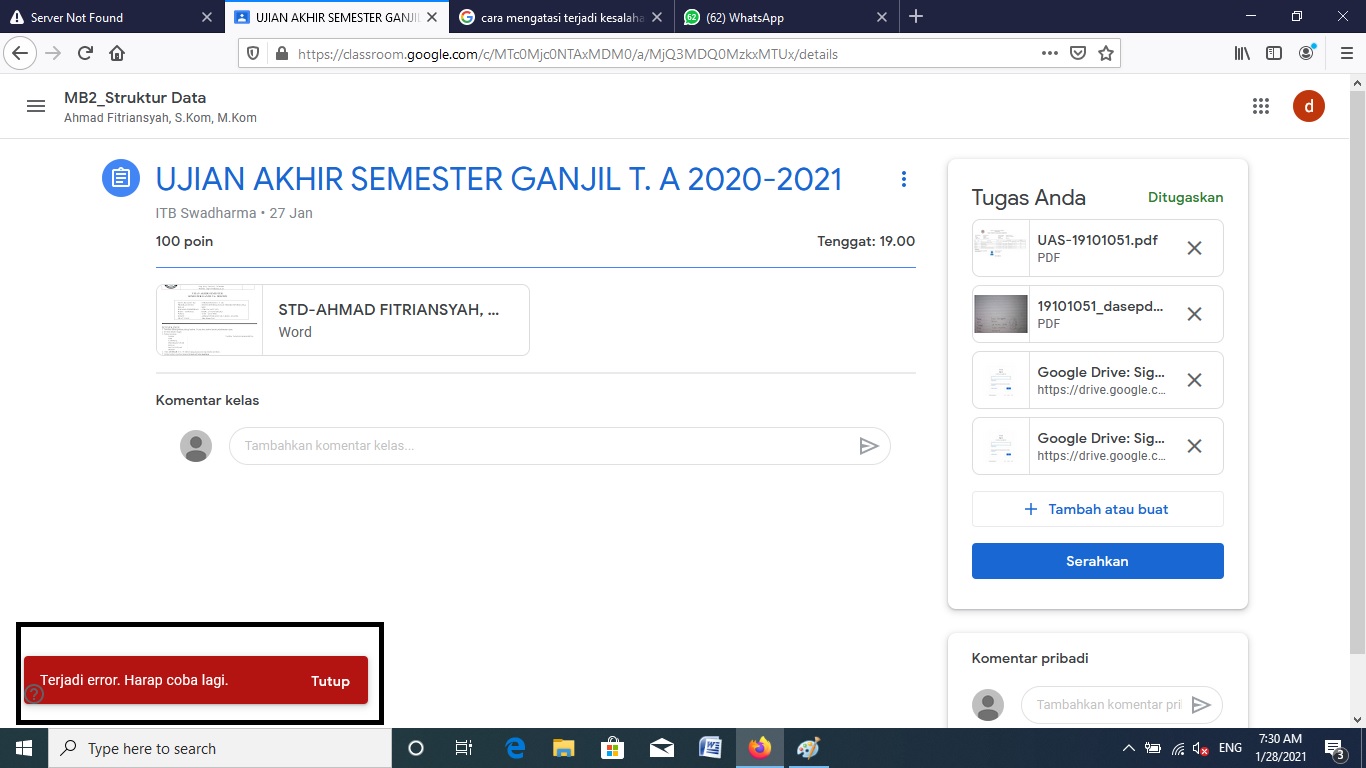 Server Not Found
UJIAN AKHIR SEMESTER GANJIL
cara mengatasi terjadi kesalaha
(62) WhatsApp
https://classroom.google.com/c/MTc0Mjc0NTAxMDM0/a/MjQ3MDQ0MzkxMTUx/details
MB2_Struktur Data
Ahmad Fitriansyah, S.Kom, M.Kom
d
UJIAN AKHIR SEMESTER GANJIL T. A 2020-2021
ITB Swadharma • 27 Jan
100 poin
Tenggat: 19.00
STD-AHMAD FITRIANSYAH, ...
Word
Komentar kelas
Tambahkan komentar kelas...
Tugas Anda
Ditugaskan
UAS-19101051.pdf
PDF
19101051_dasepd...
PDF
Google Drive: Sig...
https://drive.google.c...
Google Drive: Sig...
https://drive.google.c...
+ Tambah atau buat
Serahkan
Komentar pribadi
Tambahkan komentar pri
Terjadi error. Harap coba lagi.
Tutup
Type here to search
ENG
7:30 AM
1/28/2021
3